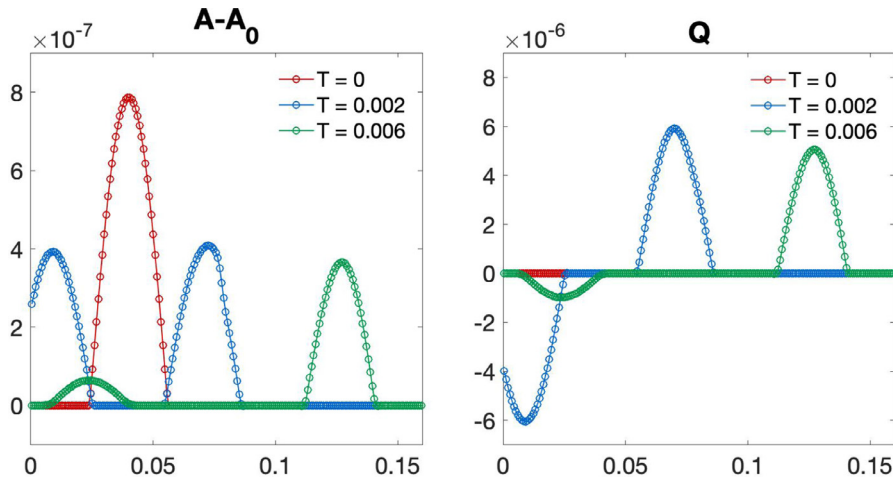 A-A0
×10-7
T = 0
T = 0.002
T = 0.006
8
6
4
2
0
0 0.05 0.1 0.15
Q
×10-6
T = 0
T = 0.002
T = 0.006
8
6
4
2
0
-2
-4
-6
0 0.05 0.1 0.15